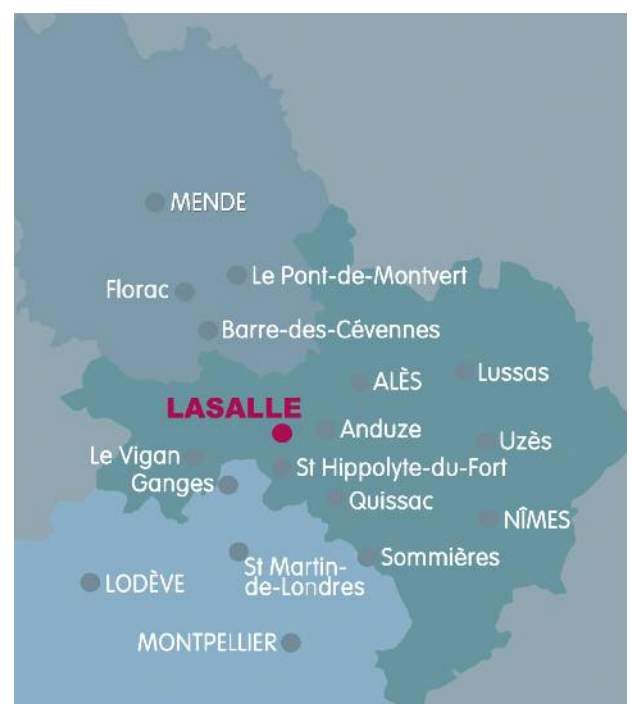 MENDE
Le Pont-de-Montvert
Florac
Barre-des-Cévennes
Lussas
ALÈS
LASALLE
Anduze
Uzès
Le Vigan
St Hippolyte-du-Fort
Ganges
Quissac
NÎMES
Sommières
St Martin-
de-Londres
LODÈVE
MONTPELLIER